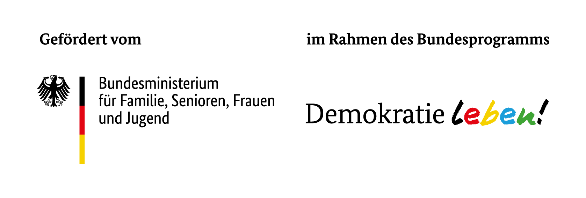 Gefördert vom
im Rahmen des Bundesprogramms
Bundesministerium
für Familie, Senioren, Frauen
und Jugend
Demokratie leben!